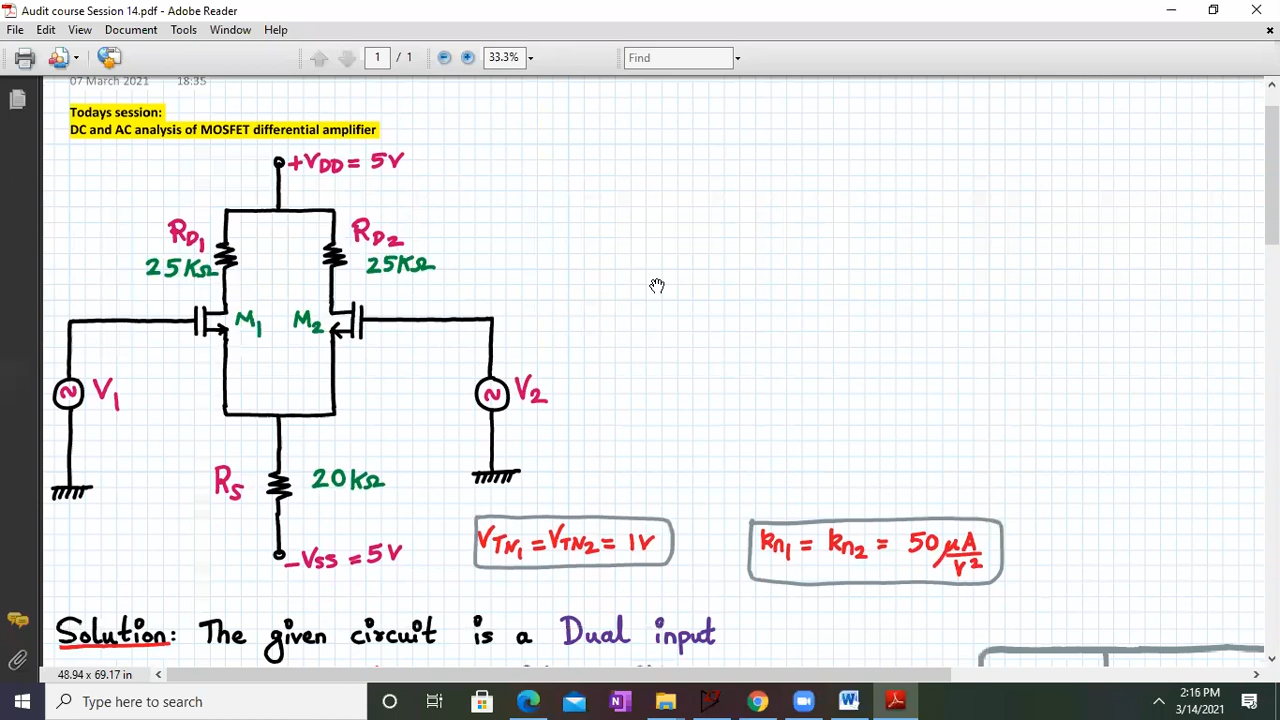 Audit course Session 14.pdf - Adobe Reader
File Edit View Document Tools Window Help
1 / 1 33.3% Find
07 March 2021 18:35
Todays session:
DC and AC analysis of MOSFET differential amplifier
+VDD = 5V
RD1 RD2
25KΩ 25KΩ
M1 M2
V1 V2
RS 20KΩ
VTN1 = VTN2 = 1V
kn1 = kn2 = 50 μA/V²
-VSS = 5V
Solution: The given circuit is a Dual input
48.94 x 69.17 in
Type here to search
2:16 PM
3/14/2021